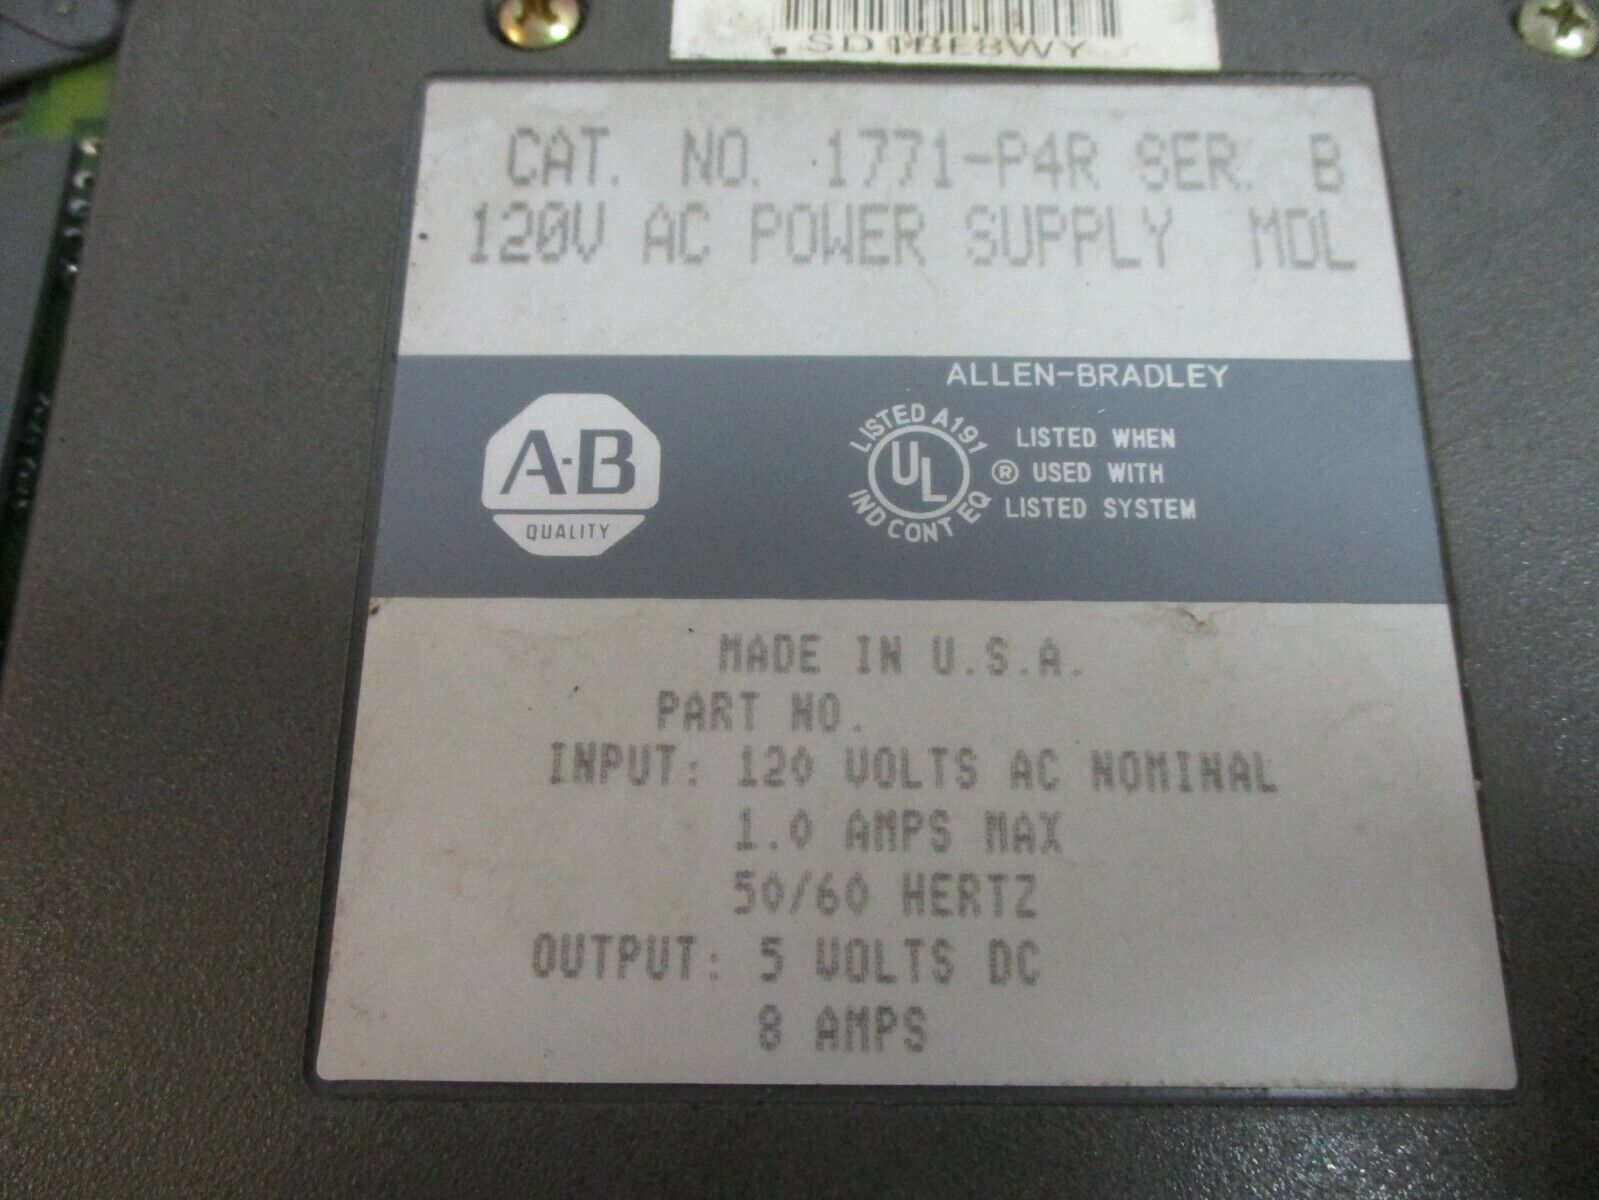 SD1BE8WY
CAT. NO. 1771-P4R SER. B
120V AC POWER SUPPLY MDL
ALLEN-BRADLEY
A-B
QUALITY
LISTED A191
UL
IND CONT EQ
®
LISTED WHEN
USED WITH
LISTED SYSTEM
MADE IN U.S.A.
PART NO.
INPUT: 120 VOLTS AC NOMINAL
1.0 AMPS MAX
50/60 HERTZ
OUTPUT: 5 VOLTS DC
8 AMPS